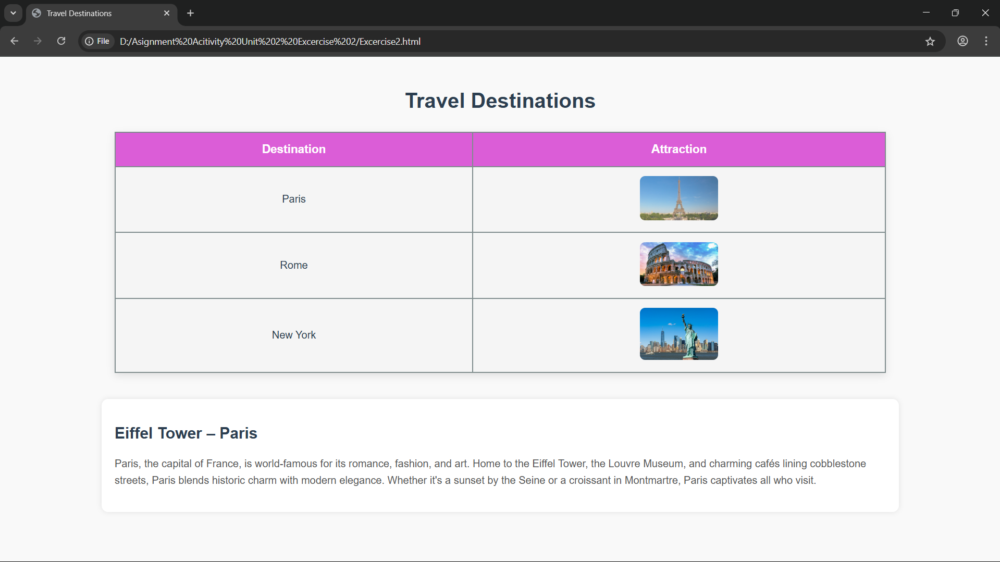 Travel Destinations
File D:/Asignment%20Acitivity%20Unit%202%20Excercise%202/Excercise2.html
Travel Destinations
Destination Attraction
Paris
Rome
New York
Eiffel Tower – Paris
Paris, the capital of France, is world-famous for its romance, fashion, and art. Home to the Eiffel Tower, the Louvre Museum, and charming cafés lining cobblestone
streets, Paris blends historic charm with modern elegance. Whether it's a sunset by the Seine or a croissant in Montmartre, Paris captivates all who visit.